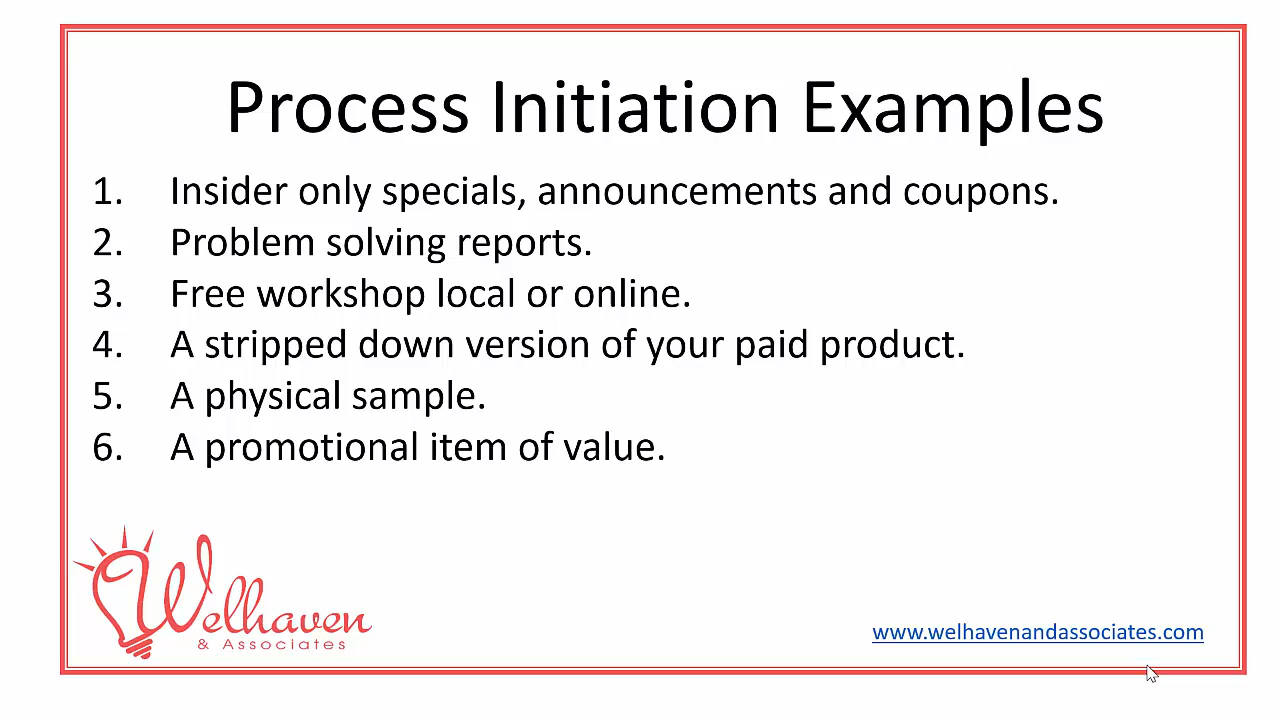 Process Initiation Examples
1. Insider only specials, announcements and coupons.
2. Problem solving reports.
3. Free workshop local or online.
4. A stripped down version of your paid product.
5. A physical sample.
6. A promotional item of value.
Welhaven
& Associates
www.welhavenandassociates.com